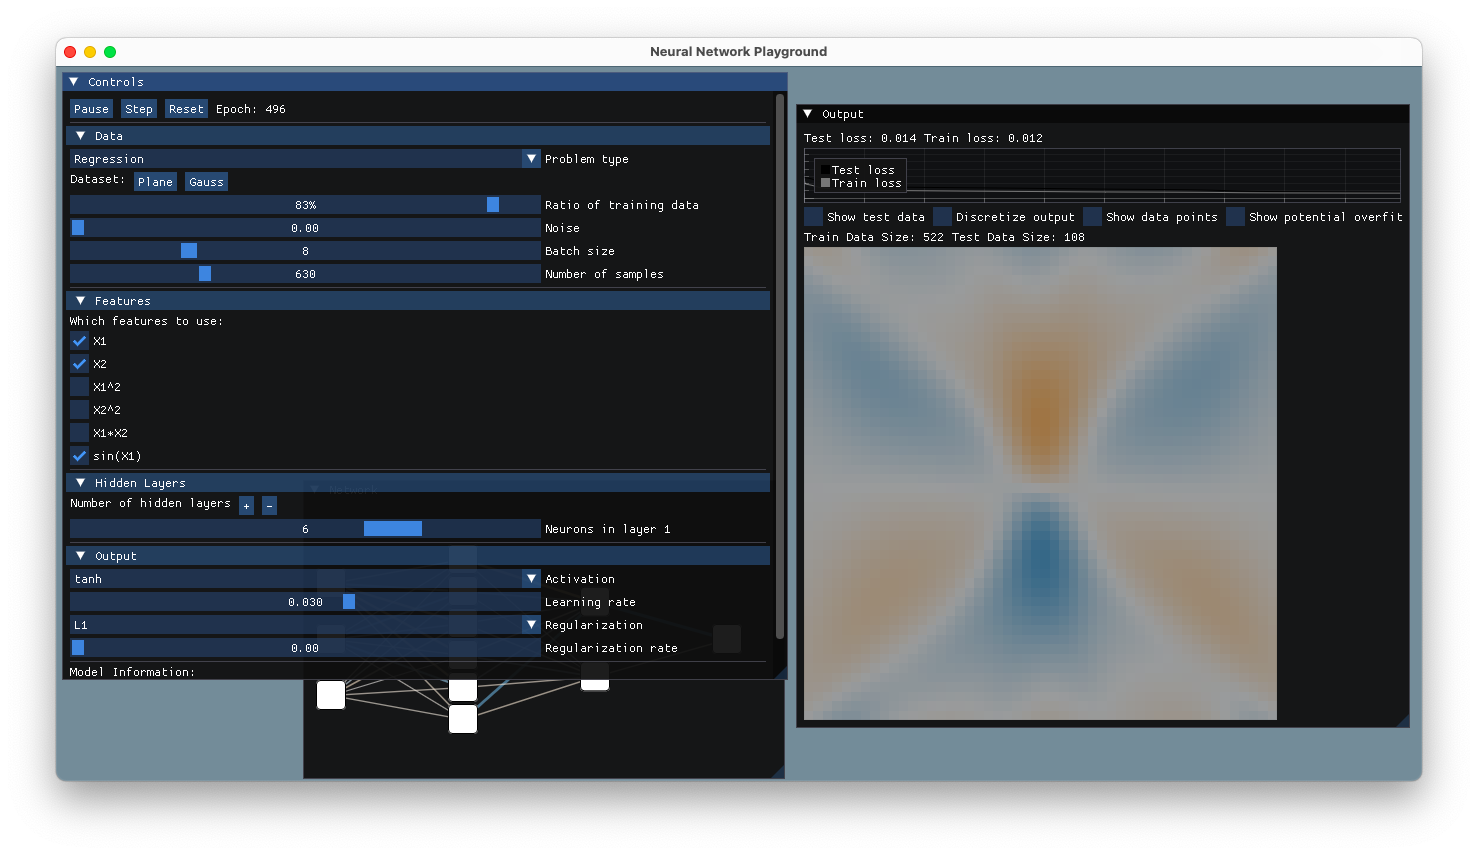 Neural Network Playground
Controls
Pause Step Reset Epoch: 496
Data
Regression Problem type
Dataset: Plane Gauss
83% Ratio of training data
0.00 Noise
8 Batch size
630 Number of samples
Features
Which features to use:
X1
X2
X1^2
X2^2
X1*X2
sin(X1)
Hidden Layers
Network
Number of hidden layers + -
6 Neurons in layer 1
Output
tanh Activation
0.030 Learning rate
L1 Regularization
0.00 Regularization rate
Model Information:
Output
Test loss: 0.014 Train loss: 0.012
Test loss
Train loss
Show test data Discretize output Show data points Show potential overfit
Train Data Size: 522 Test Data Size: 108